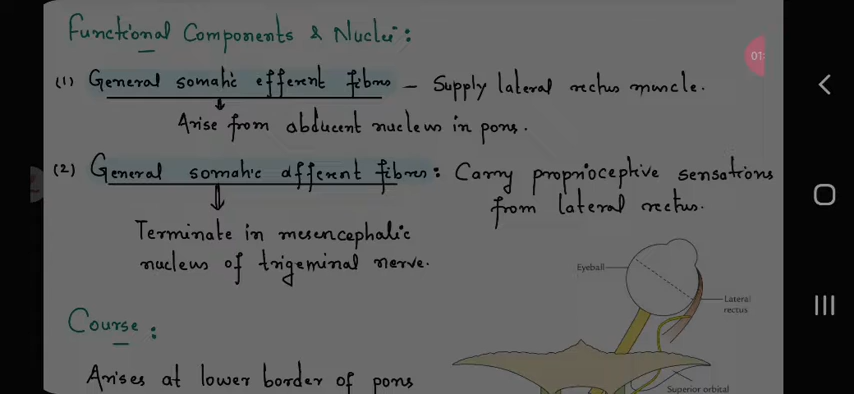 Functional Components & Nuclei :
(1) General somatic efferent fibres – Supply lateral rectus muscle.
Arise from abducent nucleus in pons.
(2) General somatic afferent fibres : Carry proprioceptive sensations
from lateral rectus.
Terminate in mesencephalic
nucleus of trigeminal nerve.
Eyeball
Lateral
rectus
Course :
Arises at lower border of pons
Superior orbital
01: